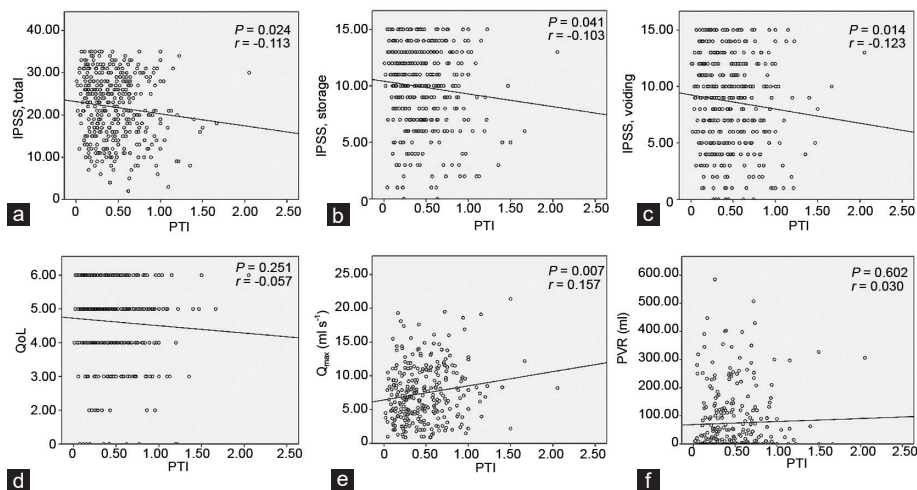 P = 0.024
r = -0.113
40.00
30.00
20.00
10.00
0
IPSS, total
0
0.50
1.00
1.50
2.00
2.50
PTI
a
P = 0.041
r = -0.103
15.00
10.00
5.00
0
IPSS, storage
0
0.50
1.00
1.50
2.00
2.50
PTI
b
P = 0.014
r = -0.123
15.00
10.00
5.00
0
IPSS, voiding
0
0.50
1.00
1.50
2.00
2.50
PTI
c
P = 0.251
r = -0.057
6.00
5.00
4.00
3.00
2.00
0
QoL
0
0.50
1.00
1.50
2.00
2.50
PTI
d
P = 0.007
r = 0.157
25.00
20.00
15.00
10.00
5.00
0
Qmax (ml s-1)
0
0.50
1.00
1.50
2.00
2.50
PTI
e
P = 0.602
r = 0.030
600.00
500.00
400.00
300.00
200.00
100.00
0
PVR (ml)
0
0.50
1.00
1.50
2.00
2.50
PTI
f